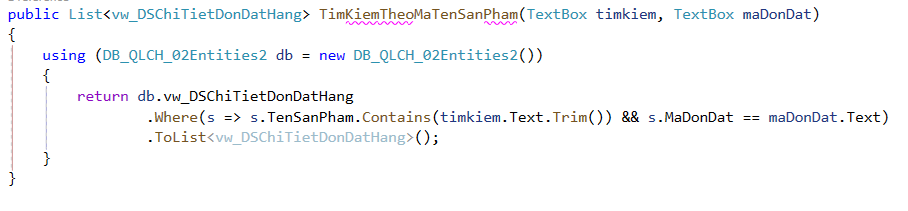 public List<vw_DSChiTietDonDatHang> TimKiemTheoMaTenSanPham(TextBox timkiem, TextBox maDonDat)
{
using (DB_QLCH_02Entities2 db = new DB_QLCH_02Entities2())
{
return db.vw_DSChiTietDonDatHang
.Where(s => s.TenSanPham.Contains(timkiem.Text.Trim()) && s.MaDonDat == maDonDat.Text)
.ToList<vw_DSChiTietDonDatHang>();
}
}